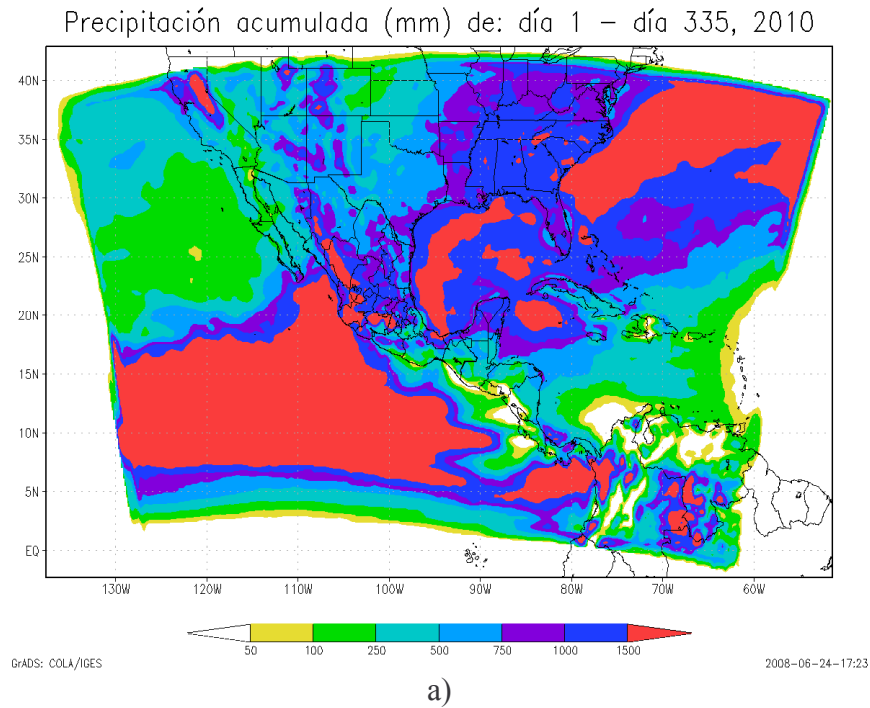 Precipitación acumulada (mm) de: día 1 – día 335, 2010
40N
35N
30N
25N
20N
15N
10N
5N
EQ
130W 120W 110W 100W 90W 80W 70W 60W
50 100 250 500 750 1000 1500
GrADS: COLA/IGES 2008-06-24-17:23
a)